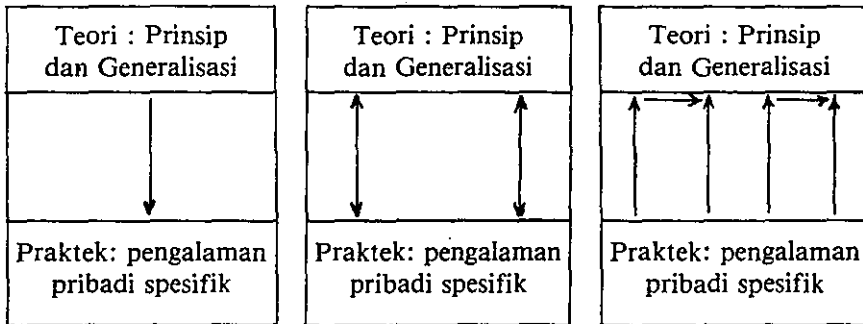 Teori : Prinsip
dan Generalisasi
Praktek: pengalaman
pribadi spesifik
Teori : Prinsip
dan Generalisasi
Praktek: pengalaman
pribadi spesifik
Teori : Prinsip
dan Generalisasi
Praktek: pengalaman
pribadi spesifik